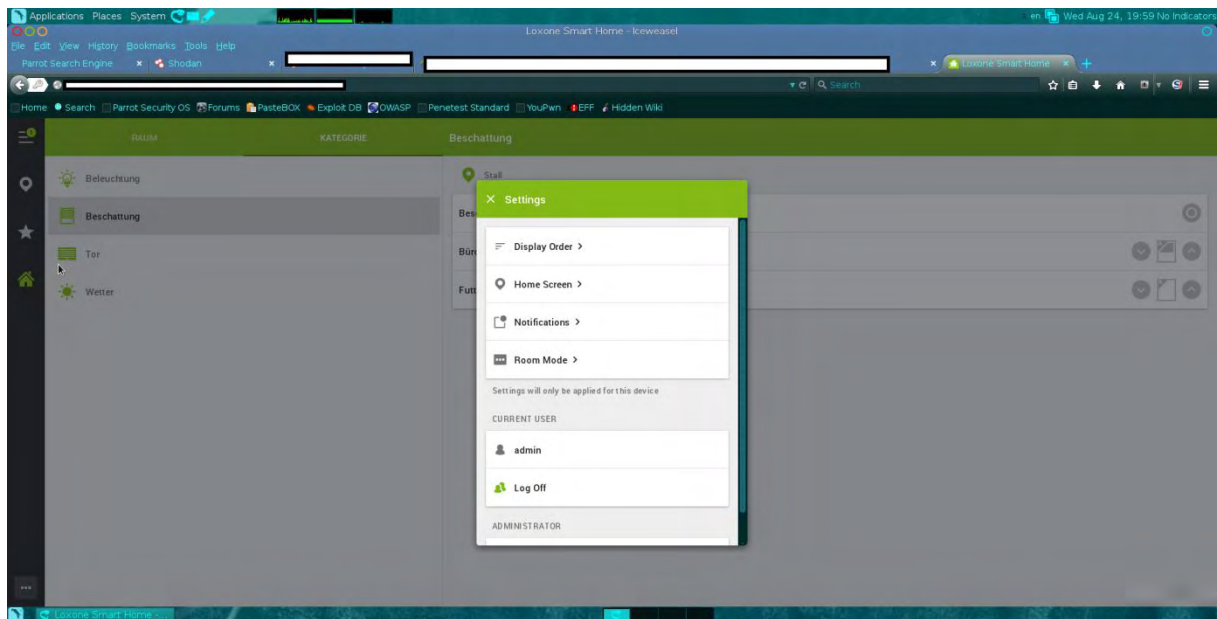 Applications Places System
en Wed Aug 24, 19:59 No Indicators
Loxone Smart Home - Iceweasel
File Edit View History Bookmarks Tools Help
Parrot Search Engine × Shodan × × Loxone Smart Home × +
Search
Home Search Parrot Security OS Forums PasteBOX Exploit DB OWASP Penetest Standard YouPwn EFF Hidden Wiki
RAUM KATEGORIE Beschattung
Beleuchtung
Stall
Settings
Beschattung
Bes
Display Order >
Tor
Bür
Home Screen >
Wetter
Futt
Notifications >
Room Mode >
Settings will only be applied for this device
CURRENT USER
admin
Log Off
ADMINISTRATOR
Loxone Smart Home -...